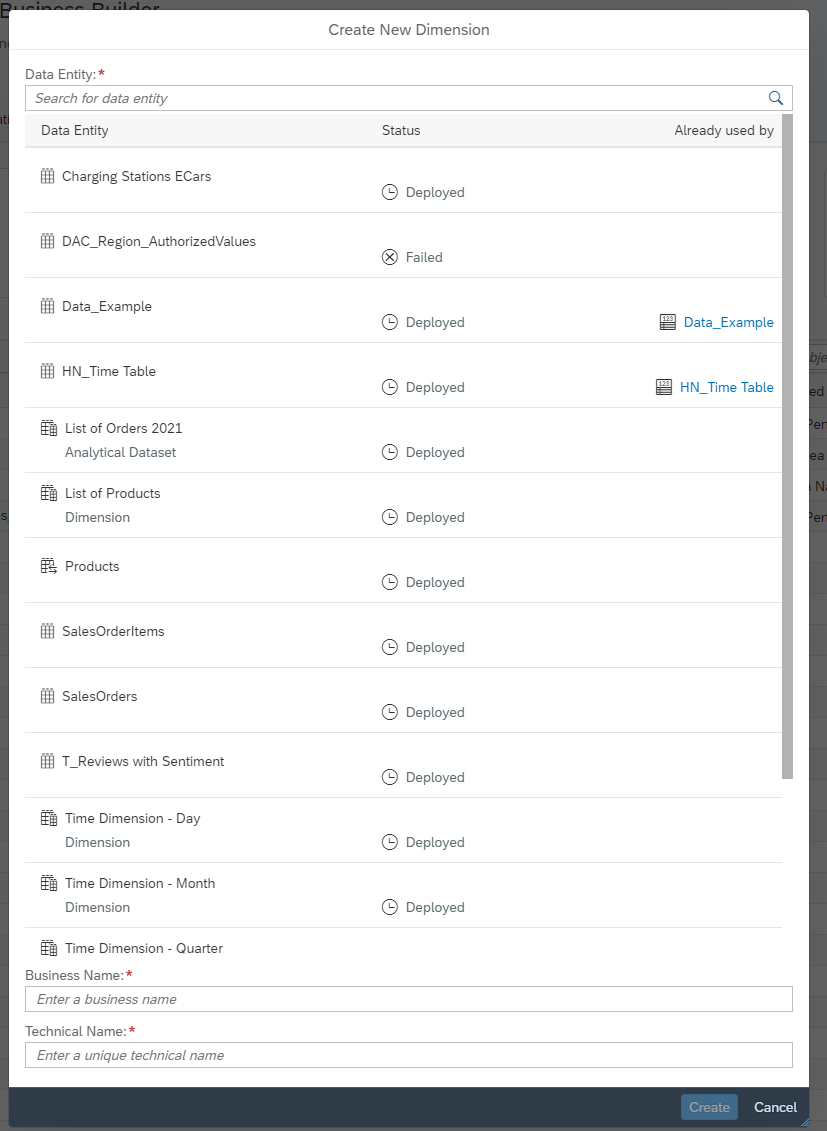 Business Builder
Create New Dimension
Data Entity:*
Search for data entity
Data Entity Status Already used by
Charging Stations ECars
Deployed
DAC_Region_AuthorizedValues
Failed
Data_Example
Deployed 123 Data_Example
HN_Time Table
Deployed 123 HN_Time Table
List of Orders 2021
Analytical Dataset Deployed
List of Products
Dimension Deployed
Products
Deployed
SalesOrderItems
Deployed
SalesOrders
Deployed
T_Reviews with Sentiment
Deployed
Time Dimension - Day
Dimension Deployed
Time Dimension - Month
Dimension Deployed
Time Dimension - Quarter
Business Name:*
Enter a business name
Technical Name:*
Enter a unique technical name
Create Cancel